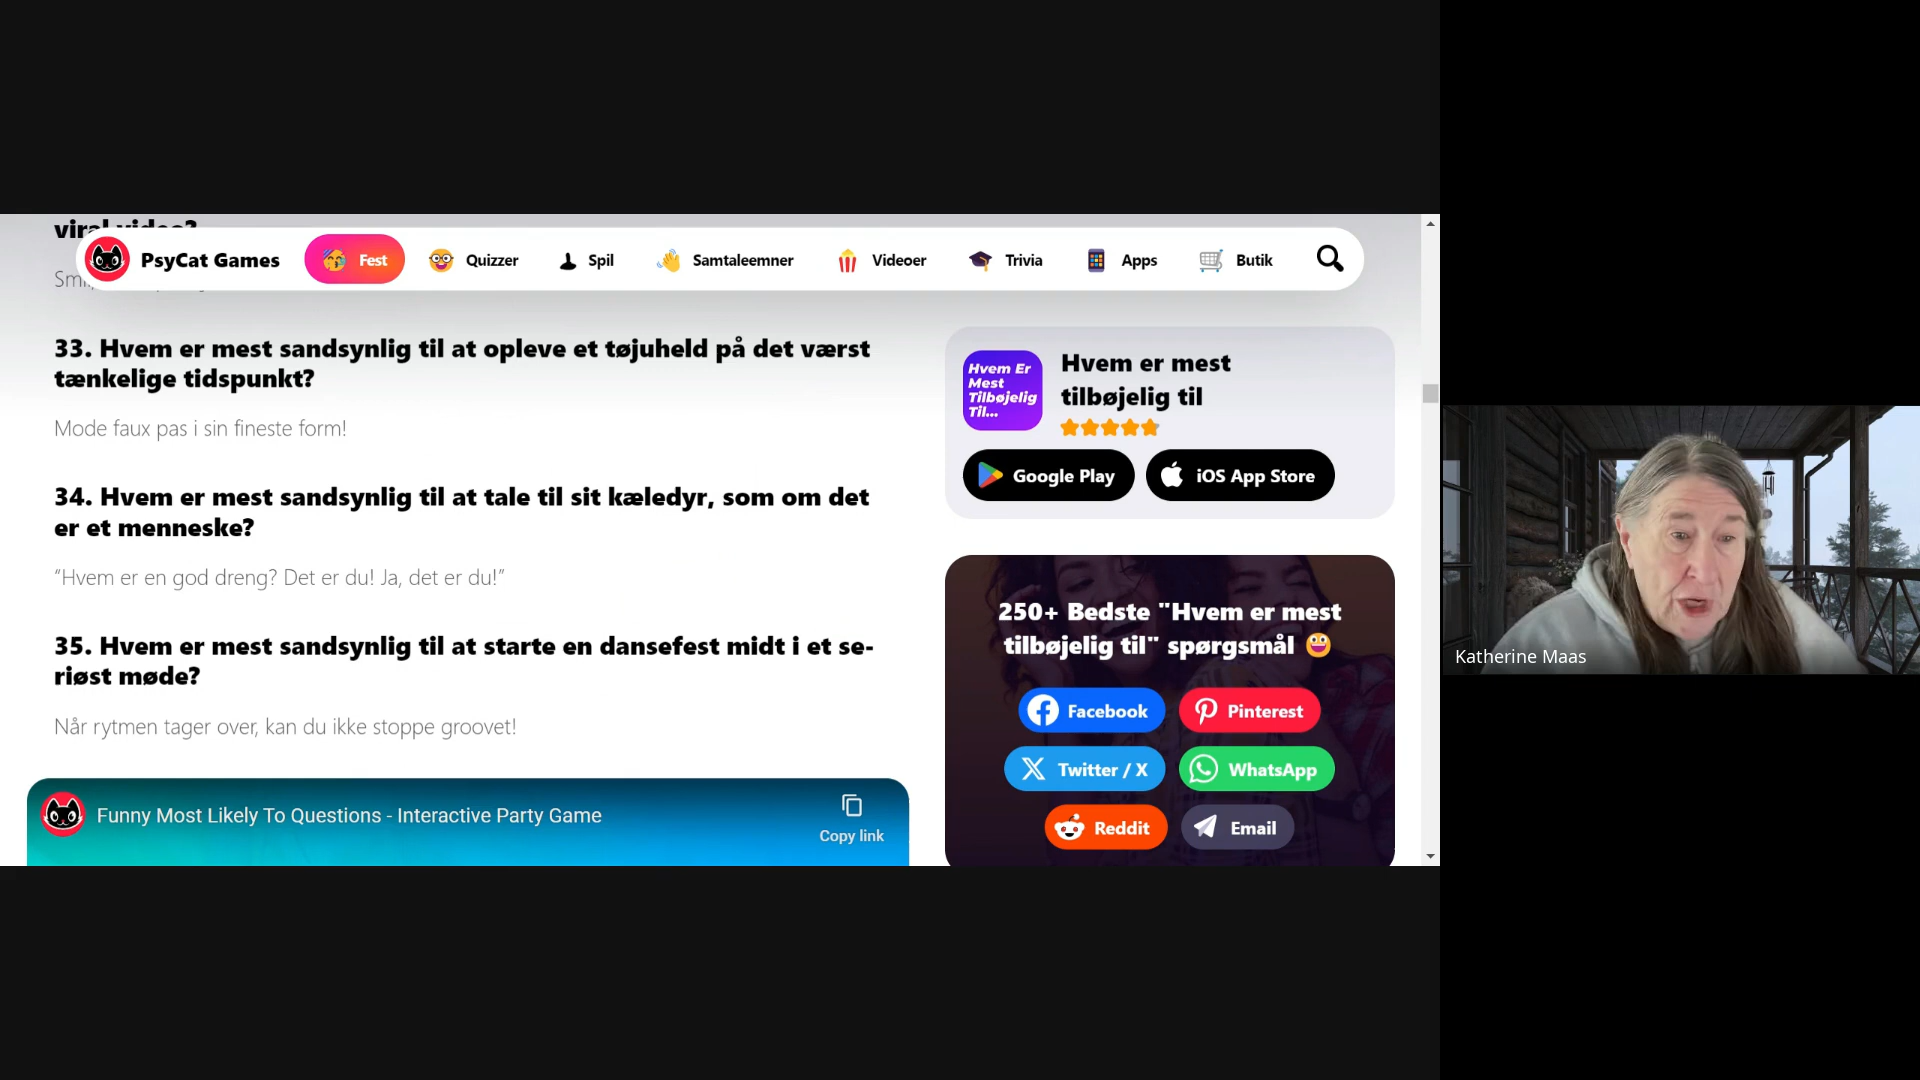 viral video?
PsyCat Games
Fest
Quizzer
Spil
Samtaleemner
Videoer
Trivia
Apps
Butik
33. Hvem er mest sandsynlig til at opleve et tøjuheld på det værst
tænkelige tidspunkt?
Mode faux pas i sin fineste form!
34. Hvem er mest sandsynlig til at tale til sit kæledyr, som om det
er et menneske?
“Hvem er en god dreng? Det er du! Ja, det er du!”
35. Hvem er mest sandsynlig til at starte en dansefest midt i et se-
riøst møde?
Når rytmen tager over, kan du ikke stoppe groovet!
Funny Most Likely To Questions - Interactive Party Game
Copy link
Hvem Er
Mest
Tilbøjelig
Til...
Hvem er mest
tilbøjelig til
Google Play
iOS App Store
250+ Bedste "Hvem er mest
tilbøjelig til" spørgsmål
Facebook
Pinterest
Twitter / X
WhatsApp
Reddit
Email
Katherine Maas